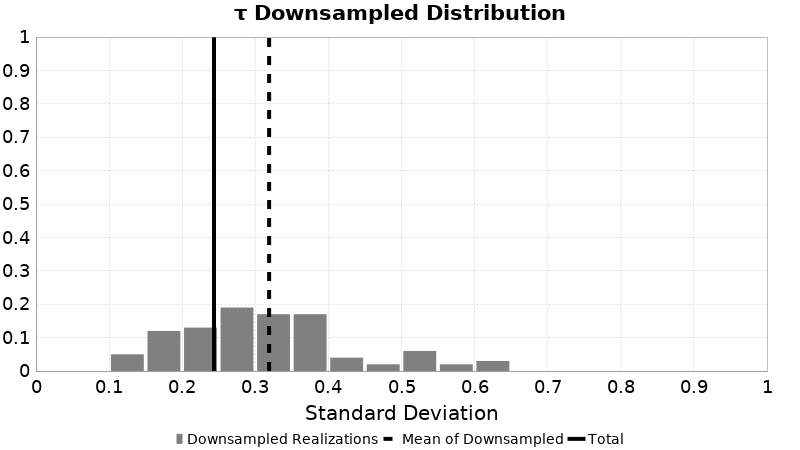 τ Downsampled Distribution
1
0.9
0.8
0.7
0.6
0.5
0.4
0.3
0.2
0.1
0
0 0.1 0.2 0.3 0.4 0.5 0.6 0.7 0.8 0.9 1
Standard Deviation
Downsampled Realizations Mean of Downsampled Total